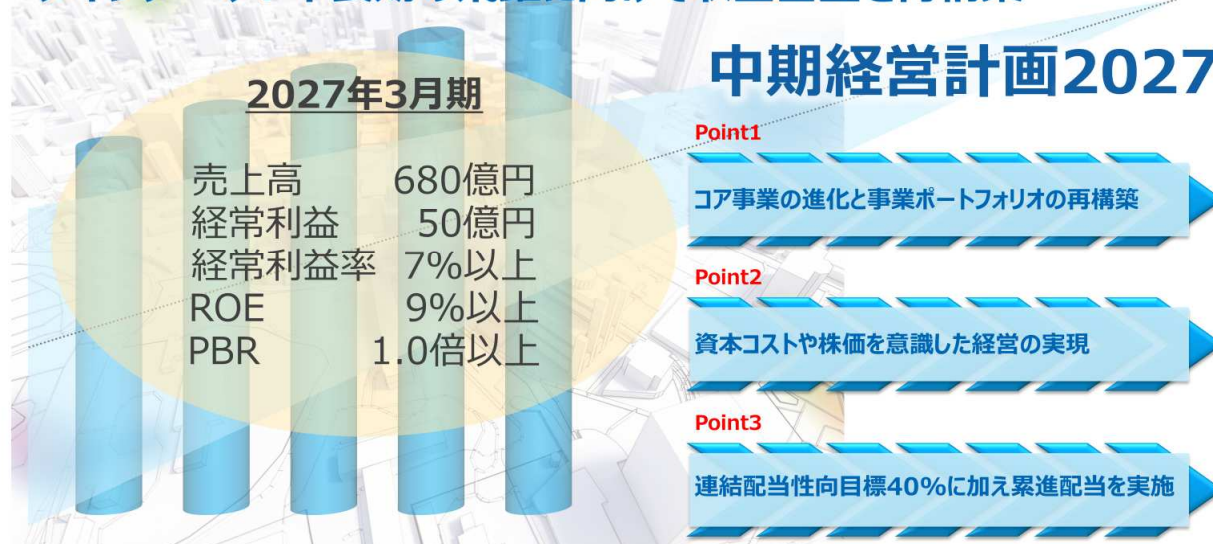 2027年3月期
売上高 680億円
経常利益 50億円
経常利益率 7%以上
ROE 9%以上
PBR 1.0倍以上
中期経営計画2027
Point1
コア事業の進化と事業ポートフォリオの再構築
Point2
資本コストや株価を意識した経営の実現
Point3
連結配当性向目標40%に加え累進配当を実施